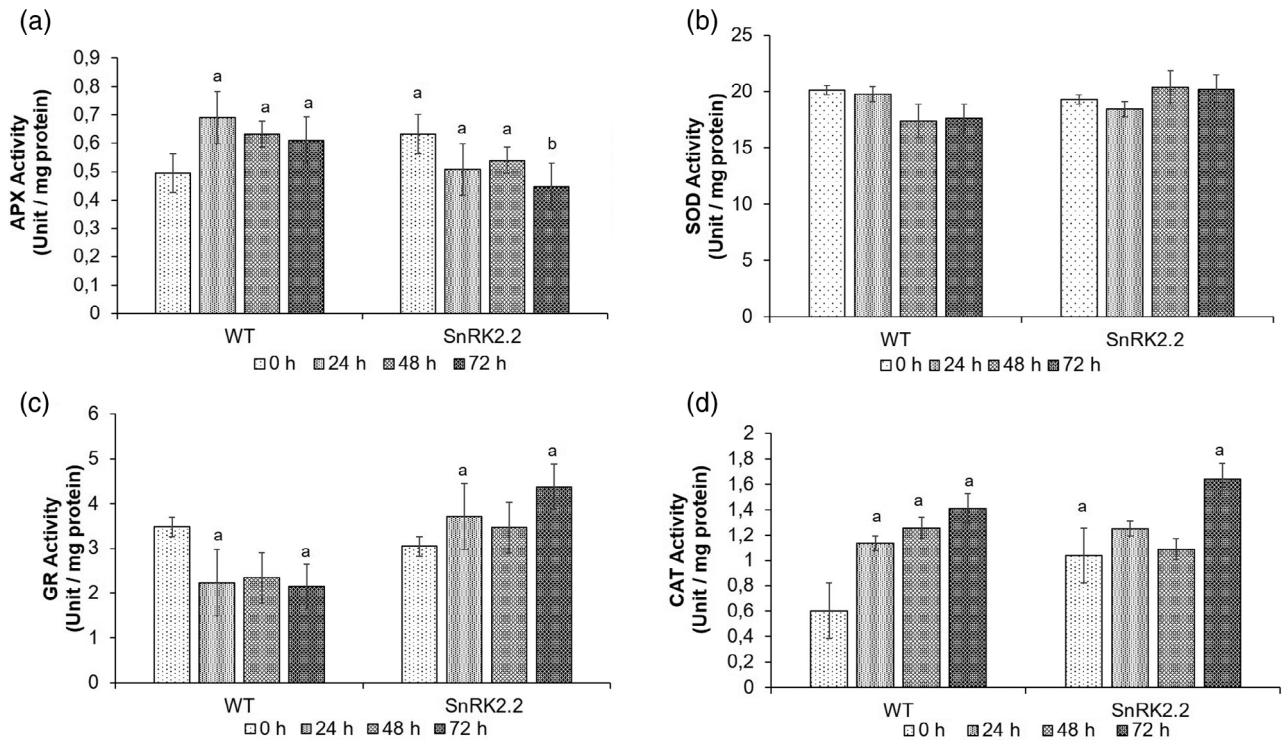 (a)
APX Activity
(Unit / mg protein)
0,9
0,8
0,7
0,6
0,5
0,4
0,3
0,2
0,1
0
a
a
a
a
a
a
b
WT
SnRK2.2
0 h
24 h
48 h
72 h
(b)
SOD Activity
(Unit / mg protein)
25
20
15
10
5
0
WT
SnRK2.2
0 h
24 h
48 h
72 h
(c)
GR Activity
(Unit / mg protein)
6
5
4
3
2
1
0
a
a
a
a
WT
SnRK2.2
0 h
24 h
48 h
72 h
(d)
CAT Activity
(Unit / mg protein)
2
1,8
1,6
1,4
1,2
1
0,8
0,6
0,4
0,2
0
a
a
a
a
a
WT
SnRK2.2
0 h
24 h
48 h
72 h